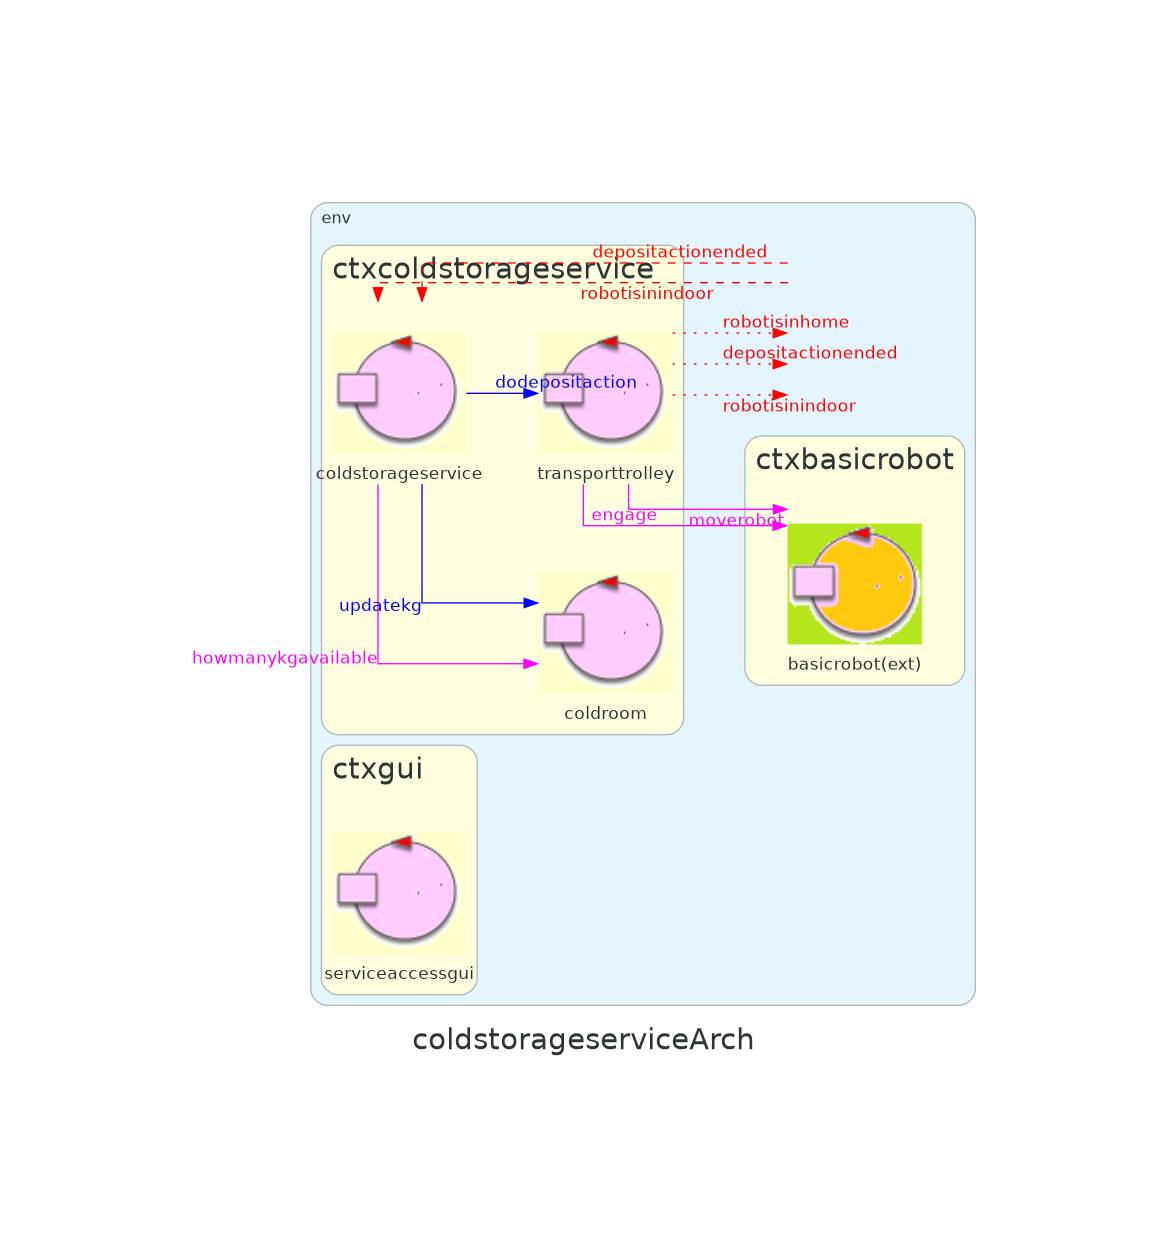 env
depositactionended
ctxcoldstorageservice
robotisinindoor
robotisinhome
depositactionended
dodepositaction
robotisinindoor
ctxbasicrobot
coldstorageservice
transporttrolley
engage
moverobot
updatekg
howmanykgavailable
basicrobot(ext)
coldroom
ctxgui
serviceaccessgui
coldstorageserviceArch